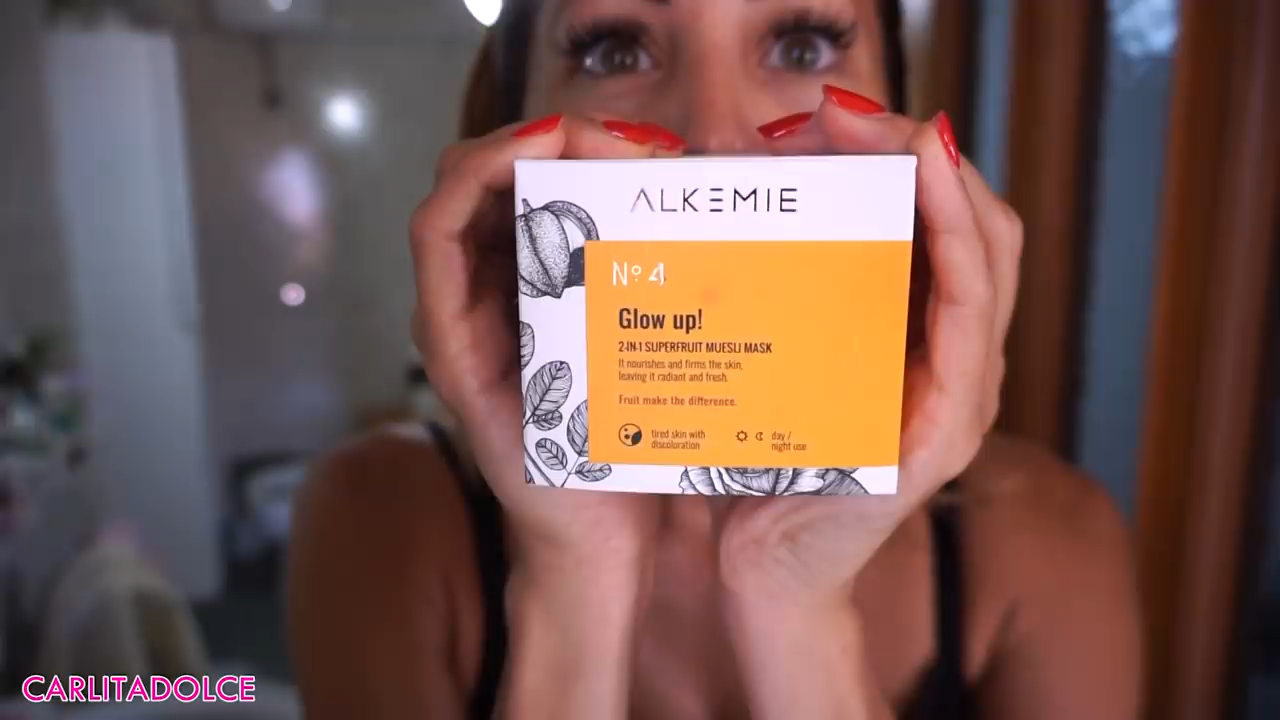 ALKEMIE
Nº 4
Glow up!
2-IN-1 SUPERFRUIT MUESLI MASK
It nourishes and firms the skin,
leaving it radiant and fresh.
Fruit make the difference.
tired skin with
discoloration
day /
night use
CARLITADOLCE